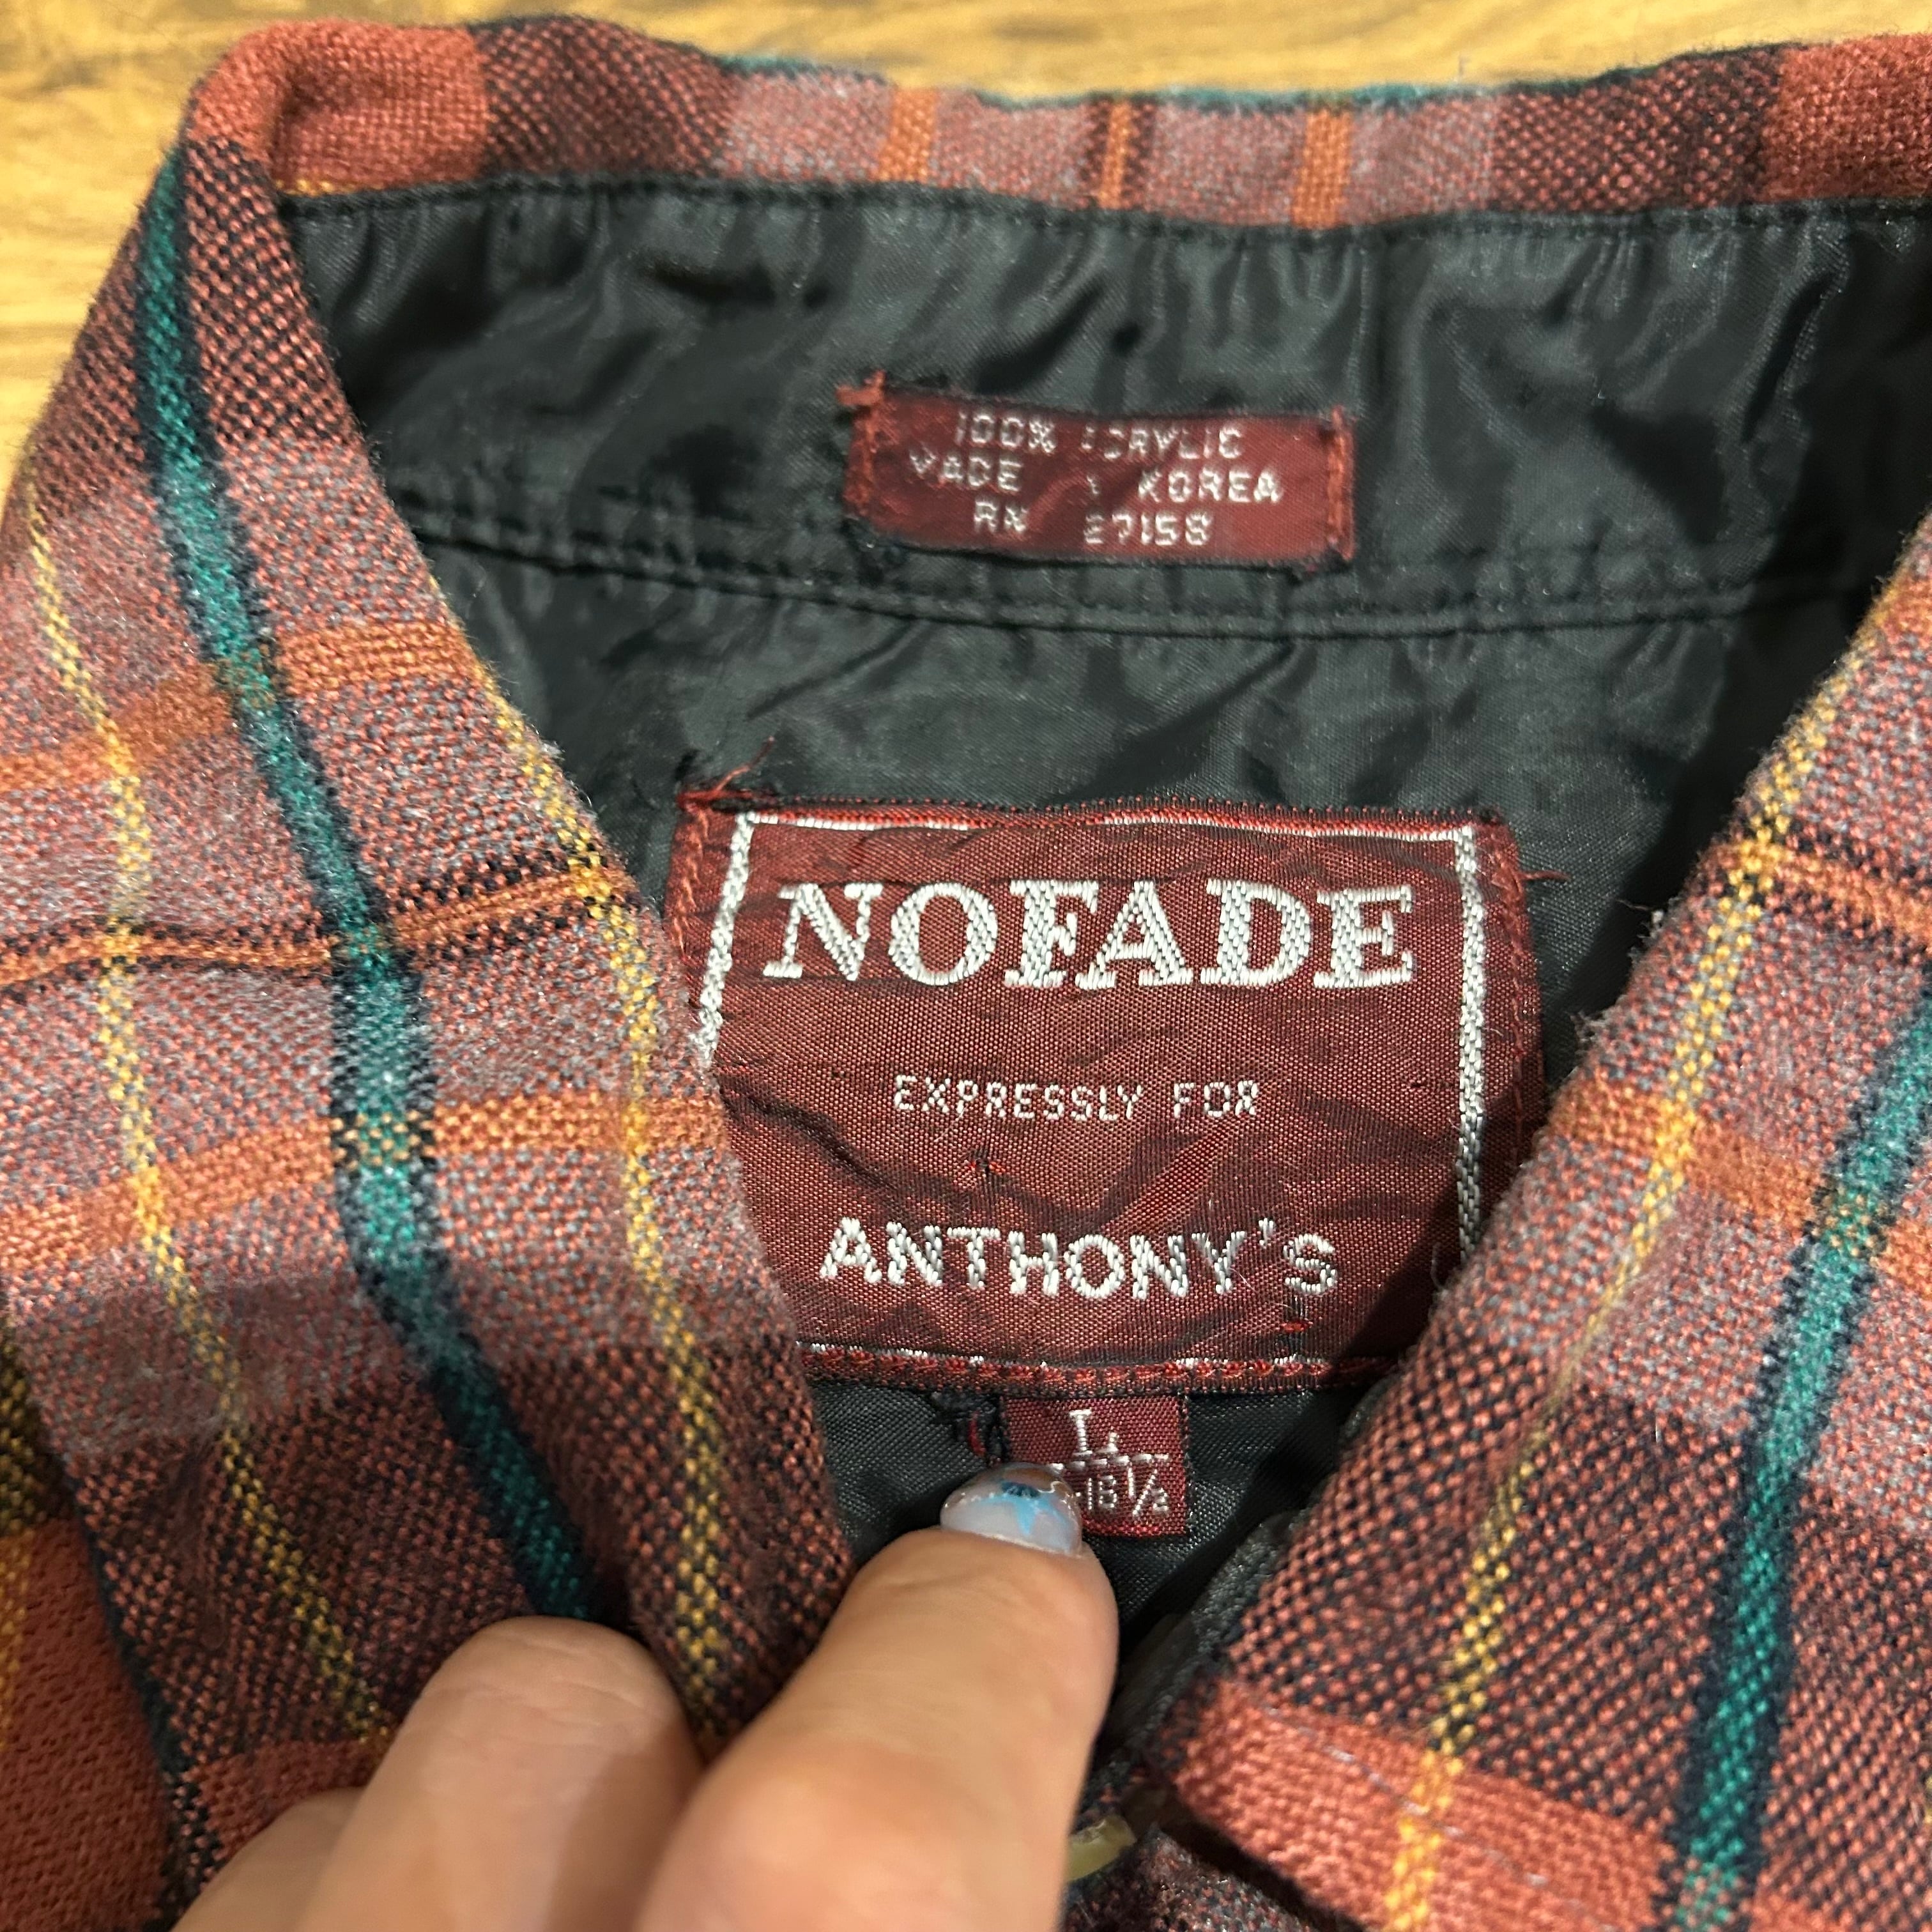 100% ACRYLIC
MADE KOREA
RN 27158
NOFADE
EXPRESSLY FOR
ANTHONY'S
L